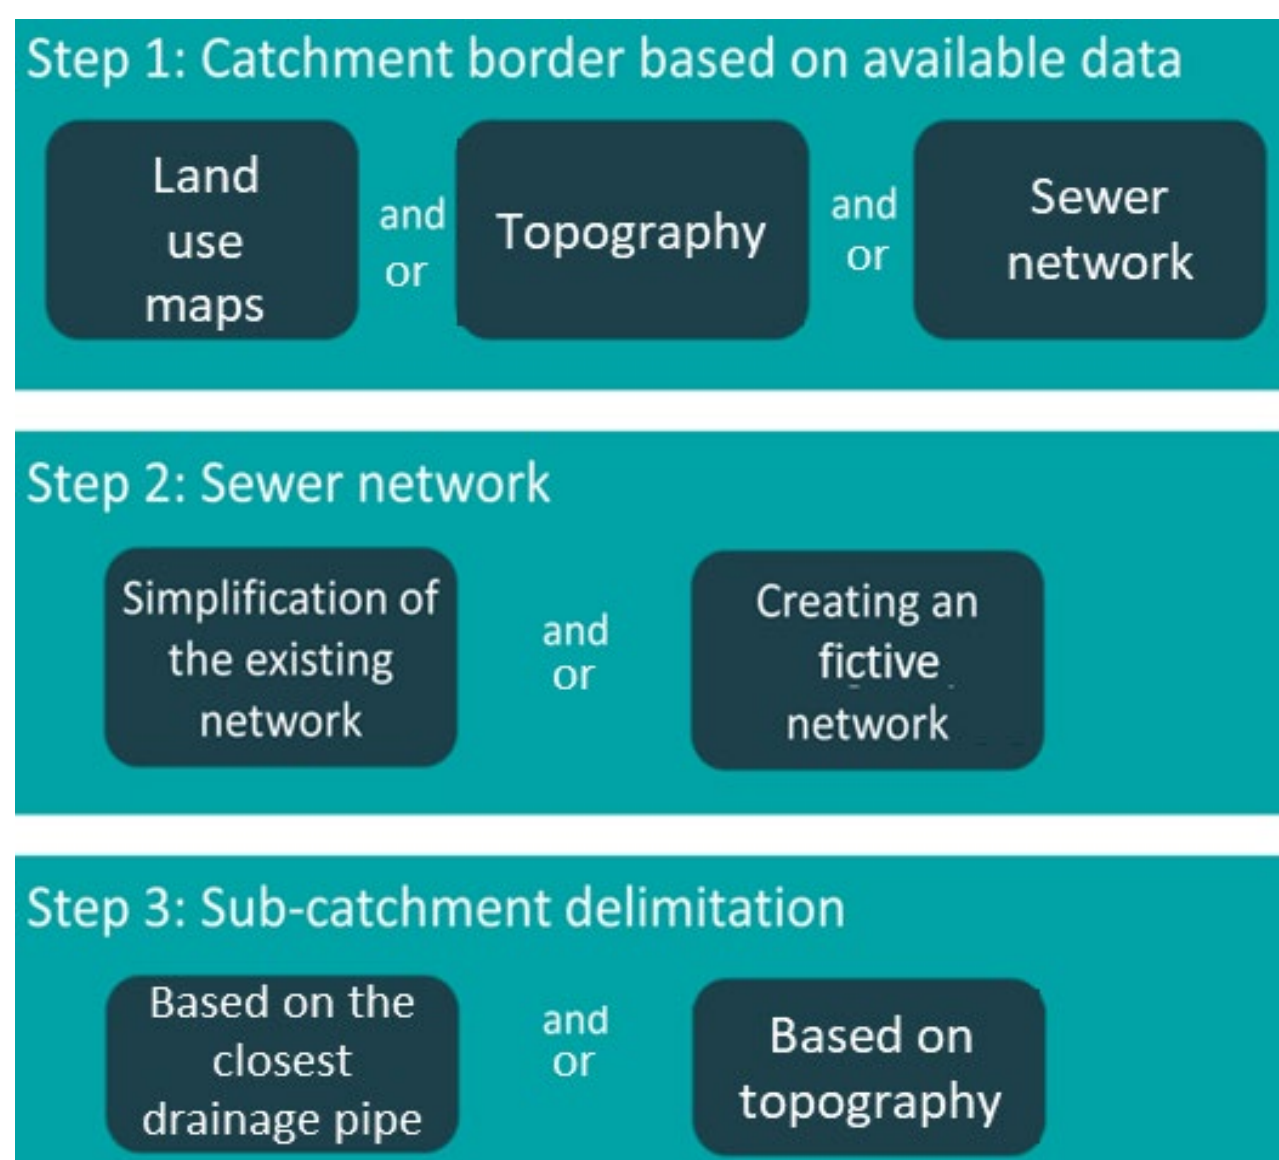 Step 1: Catchment border based on available data
Land
use
maps
and
or
Topography
and
or
Sewer
network
Step 2: Sewer network
Simplification of
the existing
network
and
or
Creating an
fictive
network
Step 3: Sub-catchment delimitation
Based on the
closest
drainage pipe
and
or
Based on
topography